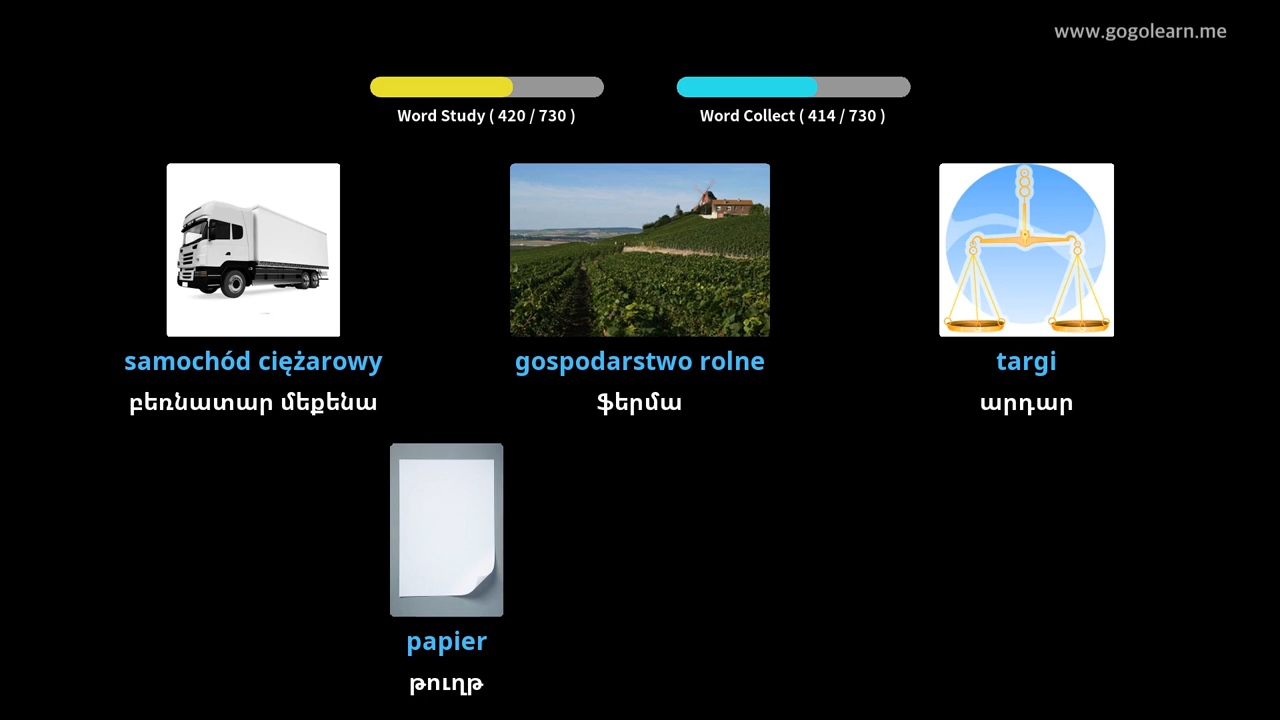 www.gogolearn.me
Word Study ( 420 / 730 )
Word Collect ( 414 / 730 )
samochód ciężarowy
gospodarstwo rolne
targi
բեռնատար մեքենա
ֆերմա
արդար
papier
թուղթ